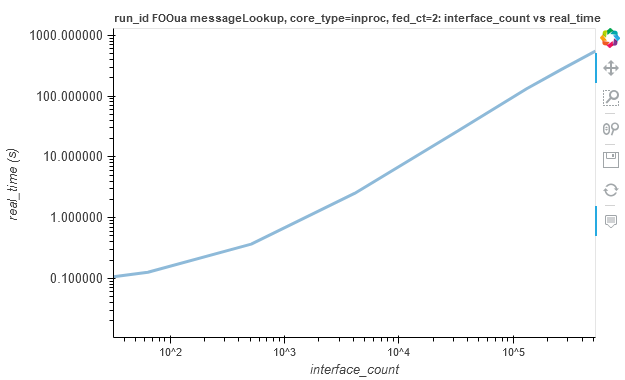 run_id FOOua messageLookup, core_type=inproc, fed_ct=2: interface_count vs real_time
1000.000000
100.000000
10.000000
1.000000
0.100000
real_time (s)
10^2 10^3 10^4 10^5
interface_count